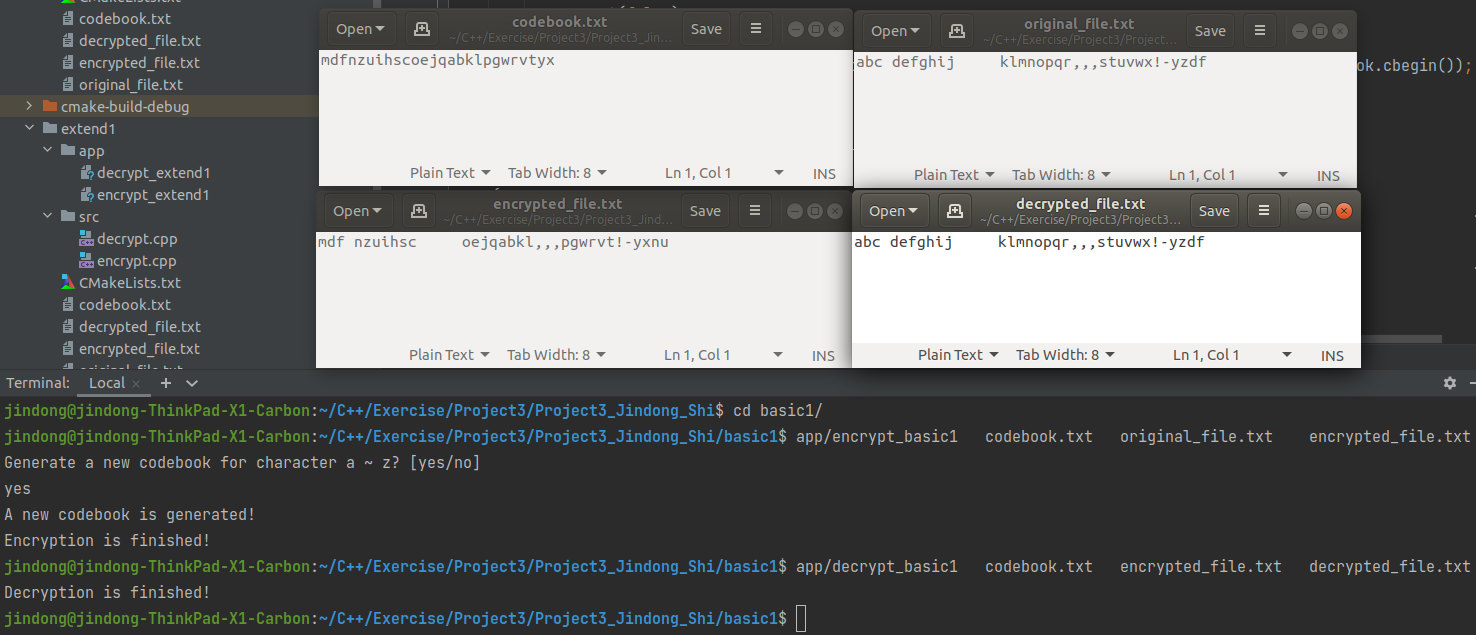 CMakeLists.txt
codebook.txt
decrypted_file.txt
encrypted_file.txt
original_file.txt
cmake-build-debug
extend1
app
decrypt_extend1
encrypt_extend1
src
decrypt.cpp
encrypt.cpp
CMakeLists.txt
codebook.txt
decrypted_file.txt
encrypted_file.txt
original_file.txt
Open codebook.txt Save
~/C++/Exercise/Project3/Project3_Jin...
mdfnzuihscoejqabklpgwrvtyx
Plain Text Tab Width: 8 Ln 1, Col 1 INS
Open original_file.txt Save
~/C++/Exercise/Project3/Project...
abc defghij     klmnopqr,,,stuvwx!-yzdf
Plain Text Tab Width: 8 Ln 1, Col 1 INS
ok.cbegin());
Open encrypted_file.txt Save
~/C++/Exercise/Project3/Project3_Jind...
mdf nzuihsc     oejqabkl,,,pgwrvt!-yxnu
Plain Text Tab Width: 8 Ln 1, Col 1 INS
Open decrypted_file.txt Save
~/C++/Exercise/Project3/Project3...
abc defghij     klmnopqr,,,stuvwx!-yzdf
Plain Text Tab Width: 8 Ln 1, Col 1 INS
Terminal: Local
jindong@jindong-ThinkPad-X1-Carbon:~/C++/Exercise/Project3/Project3_Jindong_Shi$ cd basic1/
jindong@jindong-ThinkPad-X1-Carbon:~/C++/Exercise/Project3/Project3_Jindong_Shi/basic1$ app/encrypt_basic1   codebook.txt   original_file.txt    encrypted_file.txt
Generate a new codebook for character a ~ z? [yes/no]
yes
A new codebook is generated!
Encryption is finished!
jindong@jindong-ThinkPad-X1-Carbon:~/C++/Exercise/Project3/Project3_Jindong_Shi/basic1$ app/decrypt_basic1   codebook.txt   encrypted_file.txt   decrypted_file.txt
Decryption is finished!
jindong@jindong-ThinkPad-X1-Carbon:~/C++/Exercise/Project3/Project3_Jindong_Shi/basic1$